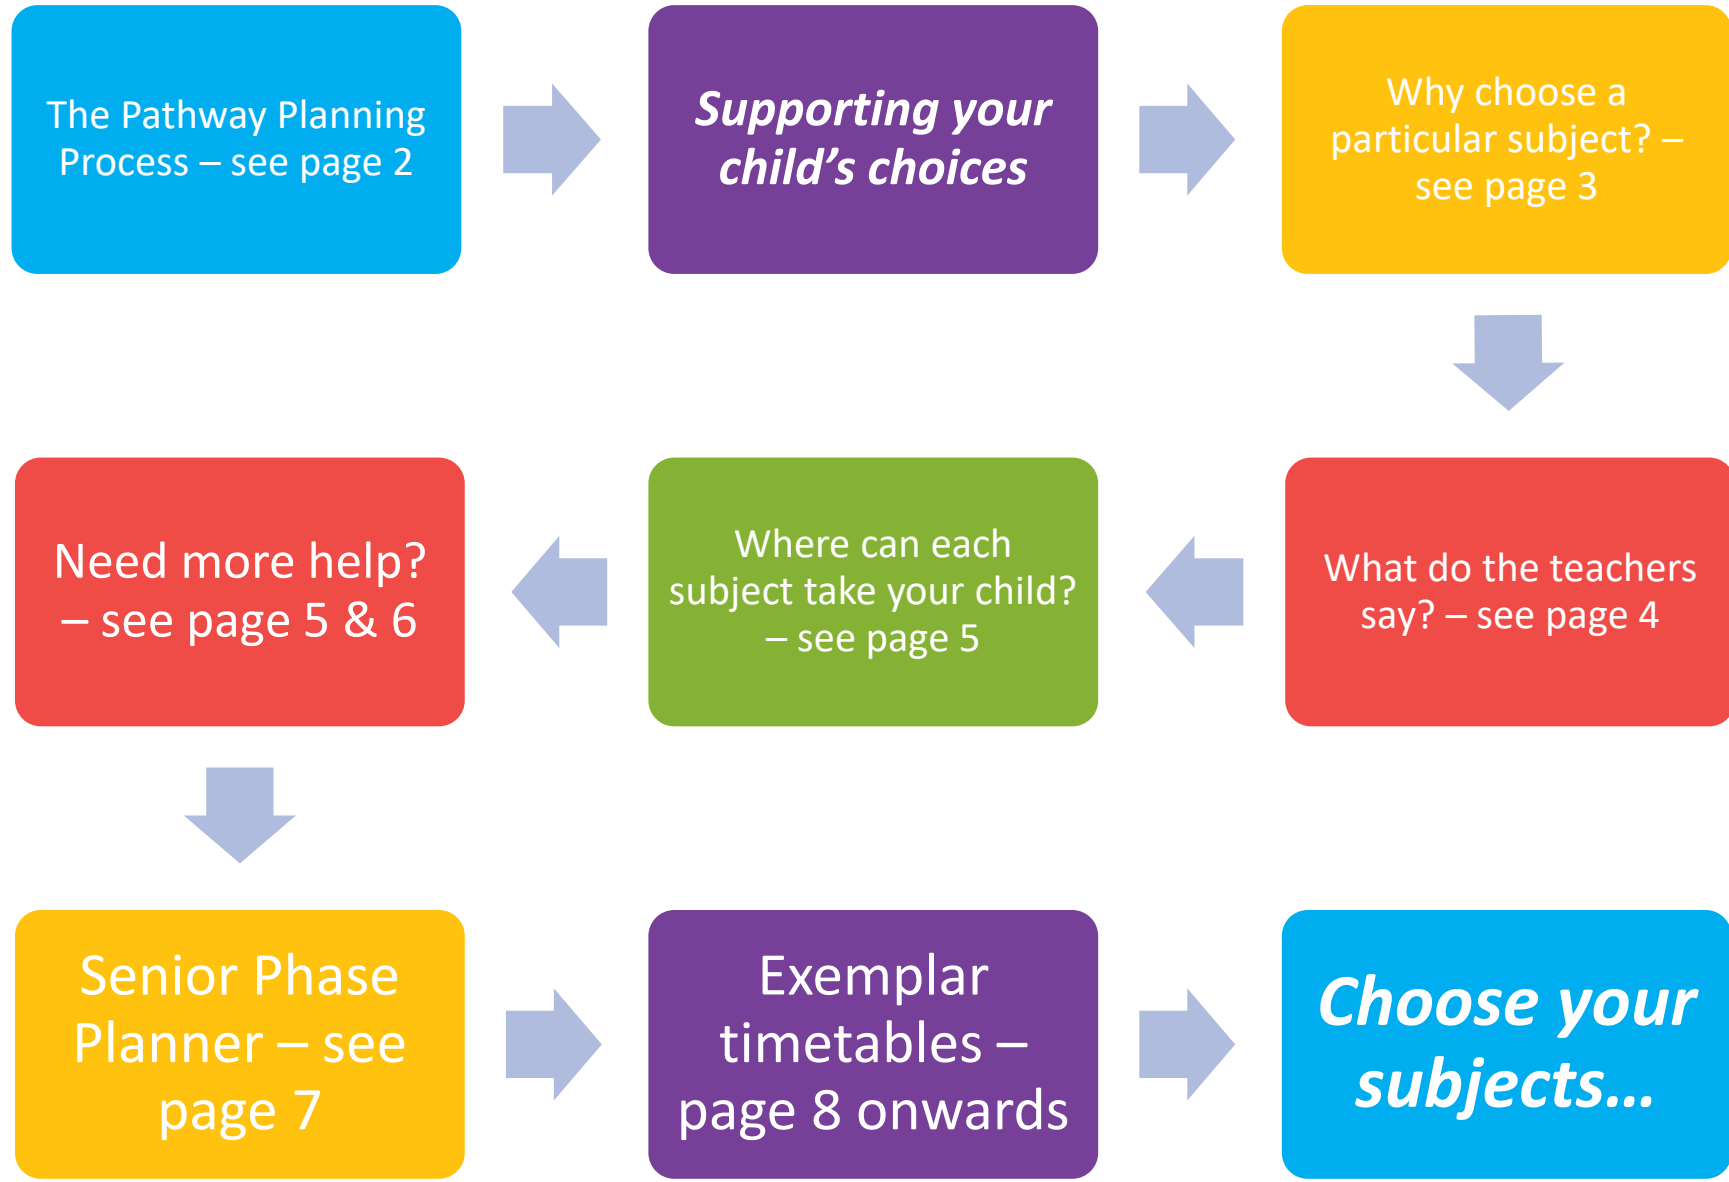 The Pathway Planning
Process – see page 2
Supporting your
child’s choices
Why choose a
particular subject? –
see page 3
What do the teachers
say? – see page 4
Where can each
subject take your child?
– see page 5
Need more help?
– see page 5 & 6
Senior Phase
Planner – see
page 7
Exemplar
timetables –
page 8 onwards
Choose your
subjects…